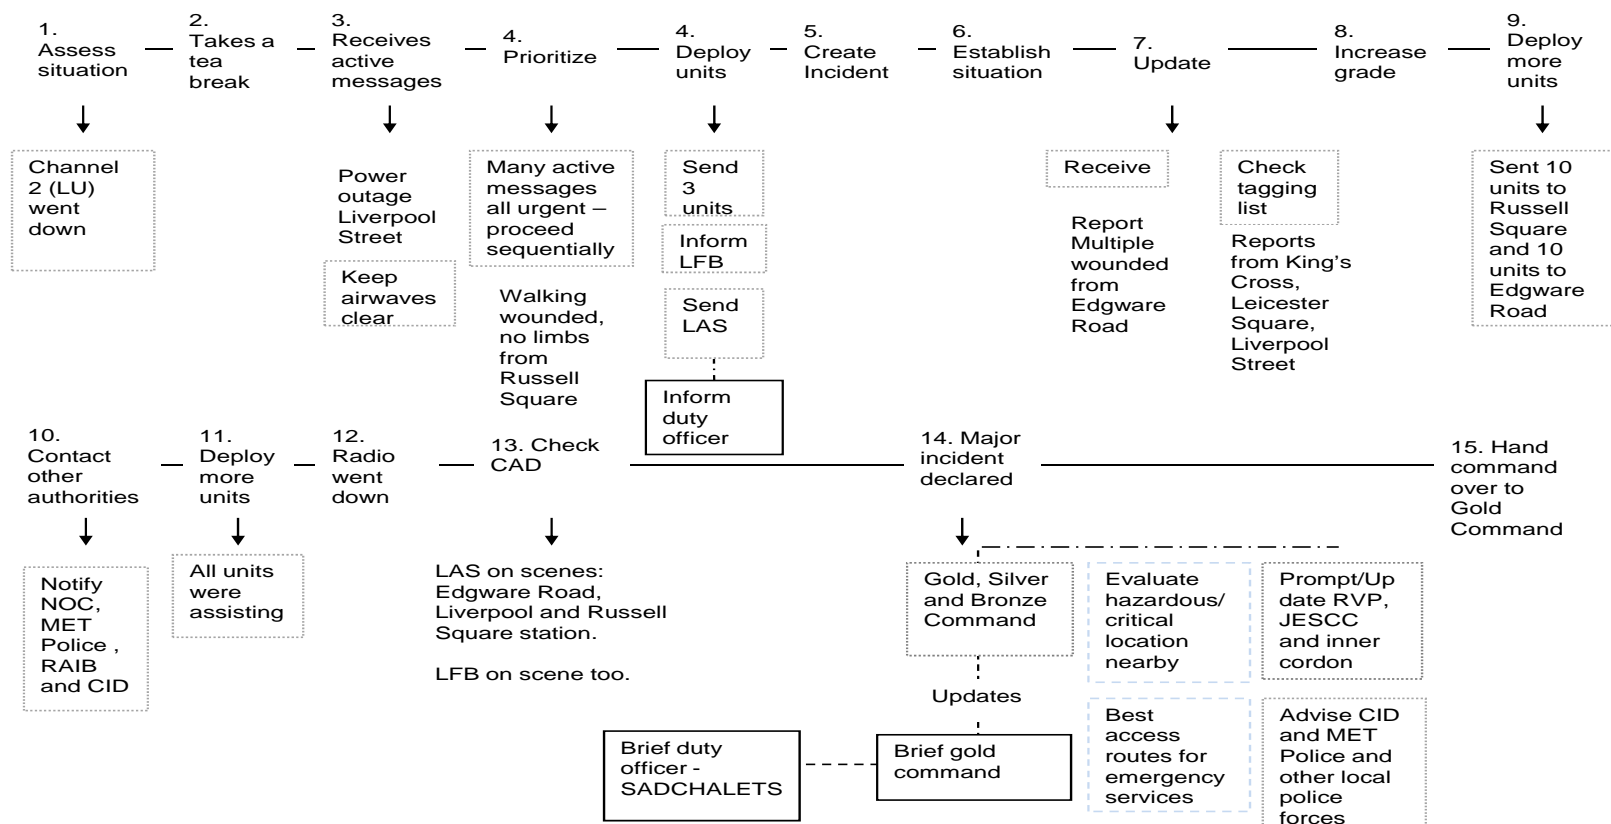 1.
Assess
situation
2.
Takes a
tea
break
3.
Receives
active
messages
4.
Prioritize
4.
Deploy
units
5.
Create
Incident
6.
Establish
situation
7.
Update
8.
Increase
grade
9.
Deploy
more
units
Channel
2 (LU)
went
down
Power
outage
Liverpool
Street
Keep
airwaves
clear
Many active
messages
all urgent –
proceed
sequentially
Walking
wounded,
no limbs
from
Russell
Square
Send
3
units
Inform
LFB
Send
LAS
Inform
duty
officer
Receive
Report
Multiple
wounded
from
Edgware
Road
Check
tagging
list
Reports
from King's
Cross,
Leicester
Square,
Liverpool
Street
Sent 10
units to
Russell
Square
and 10
units to
Edgware
Road
10.
Contact
other
authorities
11.
Deploy
more
units
12.
Radio
went
down
13. Check
CAD
14. Major
incident
declared
15. Hand
command
over to
Gold
Command
Notify
NOC,
MET
Police ,
RAIB
and CID
All units
were
assisting
LAS on scenes:
Edgware Road,
Liverpool and Russell
Square station.
LFB on scene too.
Gold, Silver
and Bronze
Command
Updates
Brief gold
command
Brief duty
officer -
SADCHALETS
Evaluate
hazardous/
critical
location
nearby
Prompt/Up
date RVP,
JESCC
and inner
cordon
Best
access
routes for
emergency
services
Advise CID
and MET
Police and
other local
police
forces